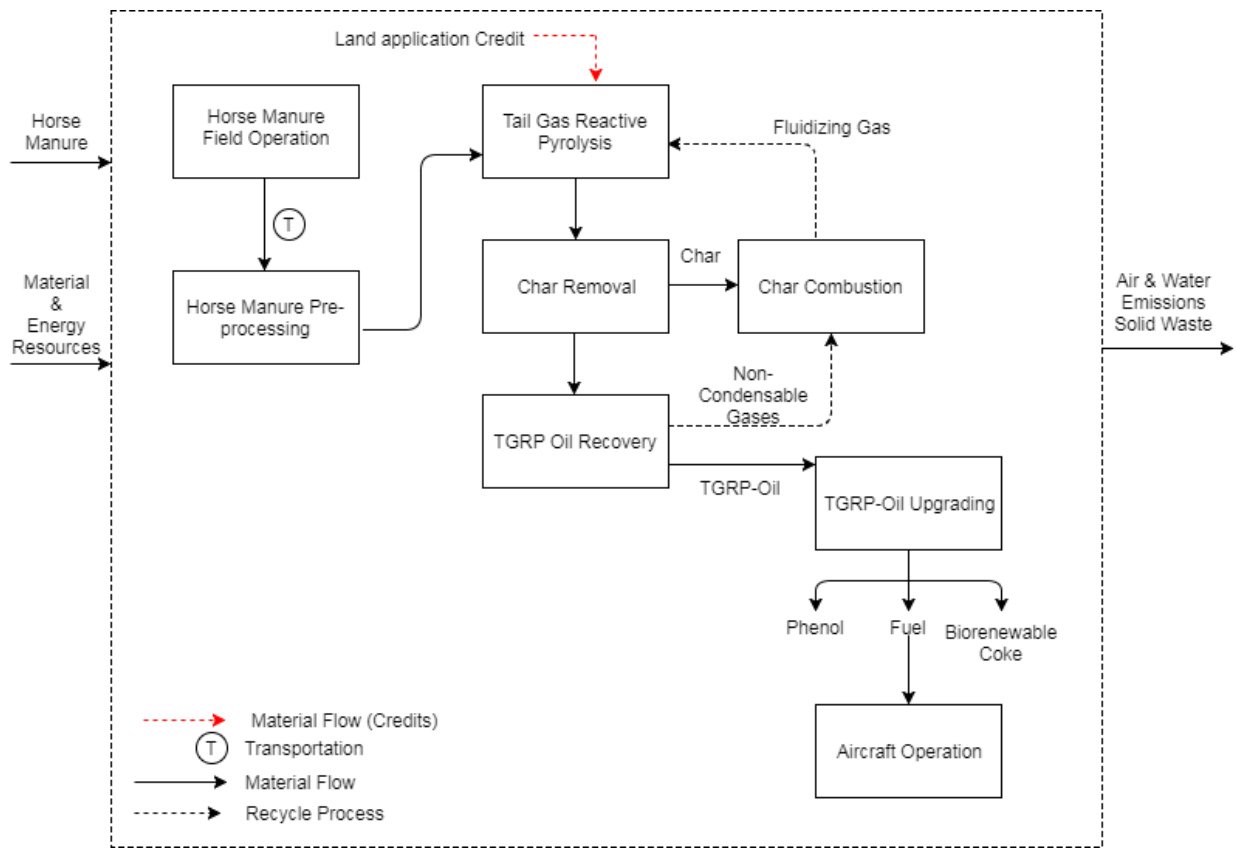 Land application Credit
Horse
Manure
Horse Manure
Field Operation
Tail Gas Reactive
Pyrolysis
Fluidizing Gas
T
Material
&
Energy
Resources
Horse Manure Pre-
processing
Char Removal
Char
Char Combustion
Air & Water
Emissions
Solid Waste
Non-
Condensable
Gases
TGRP Oil Recovery
TGRP-Oil
TGRP-Oil Upgrading
Phenol
Fuel
Biorenewable
Coke
Aircraft Operation
Material Flow (Credits)
T
Transportation
Material Flow
Recycle Process